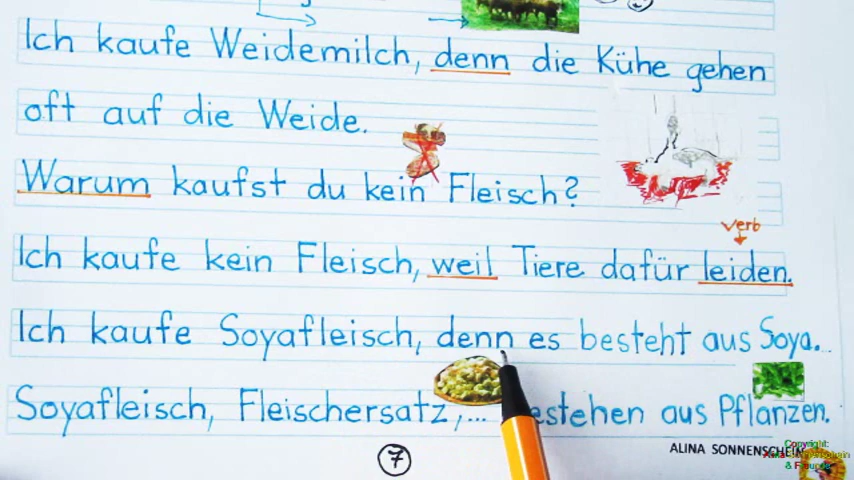 Ich kaufe Weidemilch, denn die Kühe gehen
oft auf die Weide.
Warum kaufst du kein Fleisch?
verb
Ich kaufe kein Fleisch, weil Tiere dafür leiden.
Ich kaufe Soyafleisch, denn es besteht aus Soya.
Soyafleisch, Fleischersatz,... estehen aus Pflanzen.
7
ALINA SONNENSCHEIN
Copyright:
& Freunde